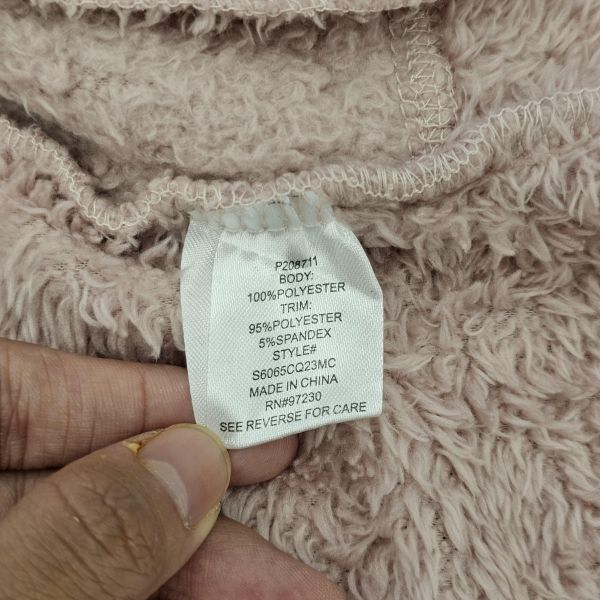 P208711
BODY:
100%POLYESTER
TRIM:
95%POLYESTER
5%SPANDEX
STYLE#
S6065CQ23MC
MADE IN CHINA
RN#97230
SEE REVERSE FOR CARE